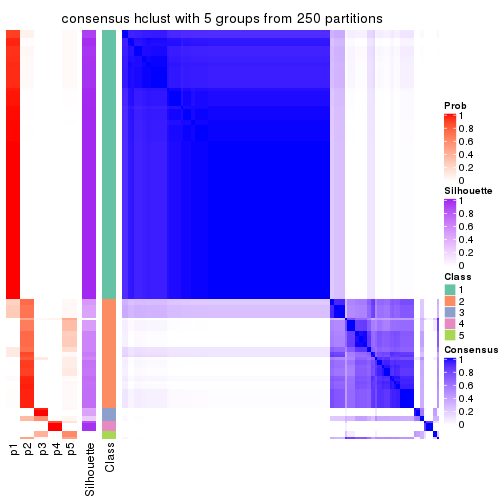 consensus hclust with 5 groups from 250 partitions
Prob
1
0.8
0.6
0.4
0.2
0
Silhouette
1
0.8
0.6
0.4
0.2
0
Class
1
2
3
4
5
Consensus
1
0.8
0.6
0.4
0.2
0
p1
p2
p3
p4
p5
Silhouette
Class